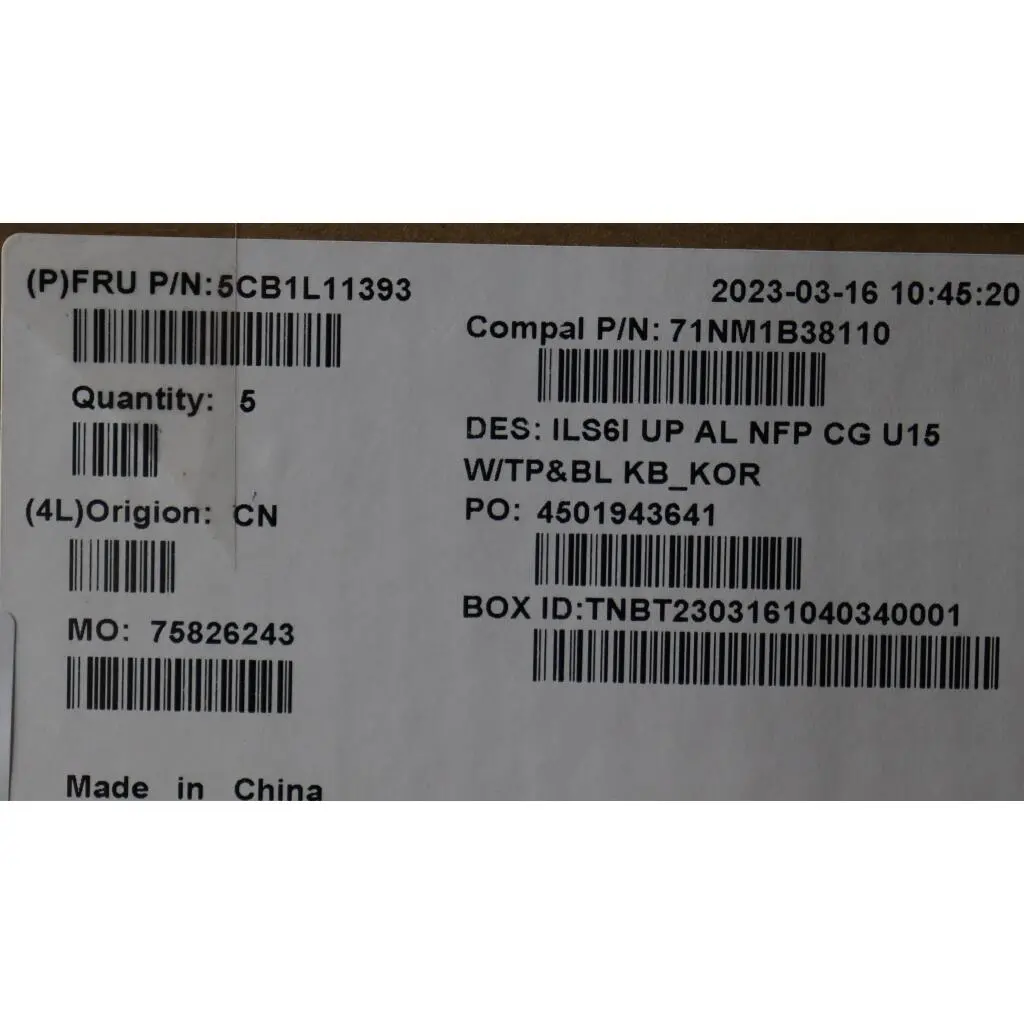 (P)FRU P/N:5CB1L11393
2023-03-16 10:45:20
Compal P/N: 71NM1B38110
Quantity: 5
DES: ILS6I UP AL NFP CG U15
W/TP&BL KB_KOR
(4L)Origion: CN
PO: 4501943641
BOX ID:TNBT2303161040340001
MO: 75826243
Made in China